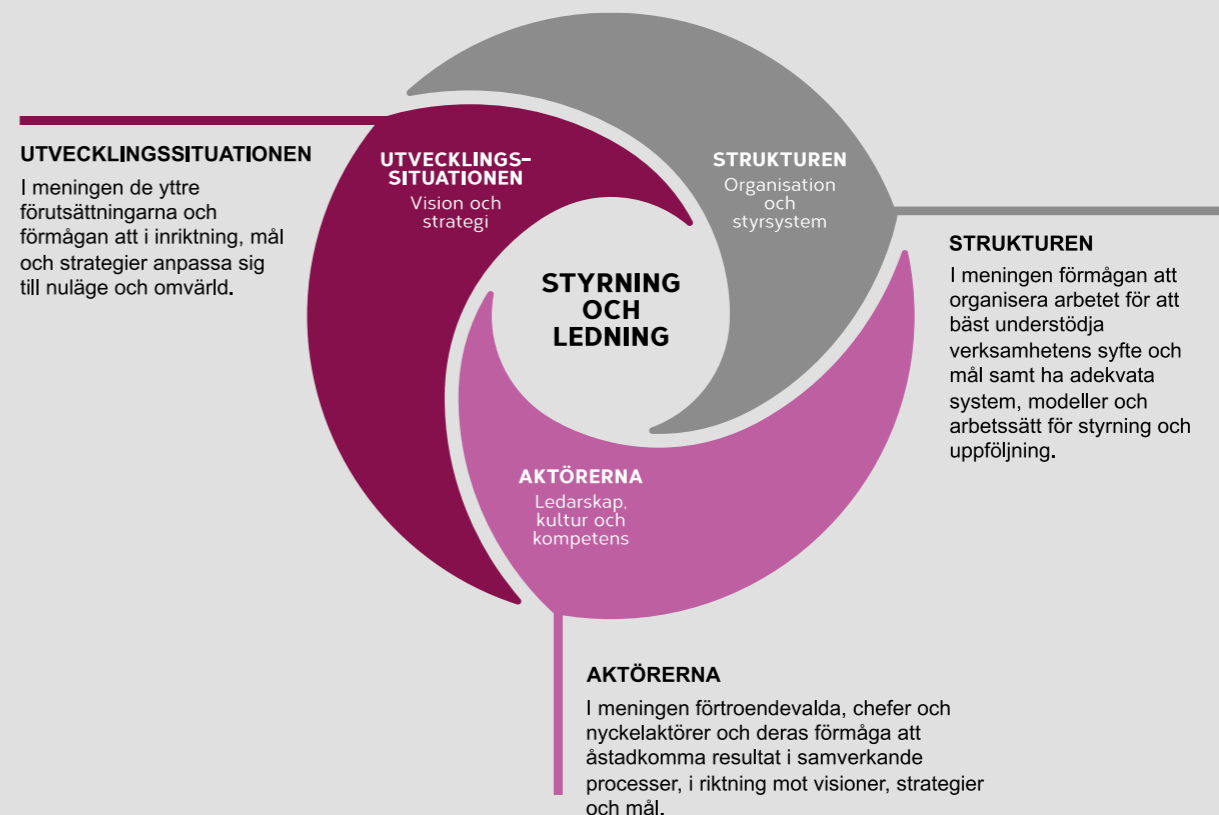 UTVECKLINGSSITUATIONEN
I meningen de yttre
förutsättningarna och
förmågan att i inriktning, mål
och strategier anpassa sig
till nuläge och omvärld.
UTVECKLINGS-
SITUATIONEN
Vision och
strategi
STRUKTUREN
Organisation
och
styrsystem
STYRNING
OCH
LEDNING
STRUKTUREN
I meningen förmågan att
organisera arbetet för att
bäst understödja
verksamhetens syfte och
mål samt ha adekvata
system, modeller och
arbetssätt för styrning och
uppföljning.
AKTÖRERNA
Ledarskap,
kultur och
kompetens
AKTÖRERNA
I meningen förtroendevalda, chefer och
nyckelaktörer och deras förmåga att
åstadkomma resultat i samverkande
processer, i riktning mot visioner, strategier
och mål.